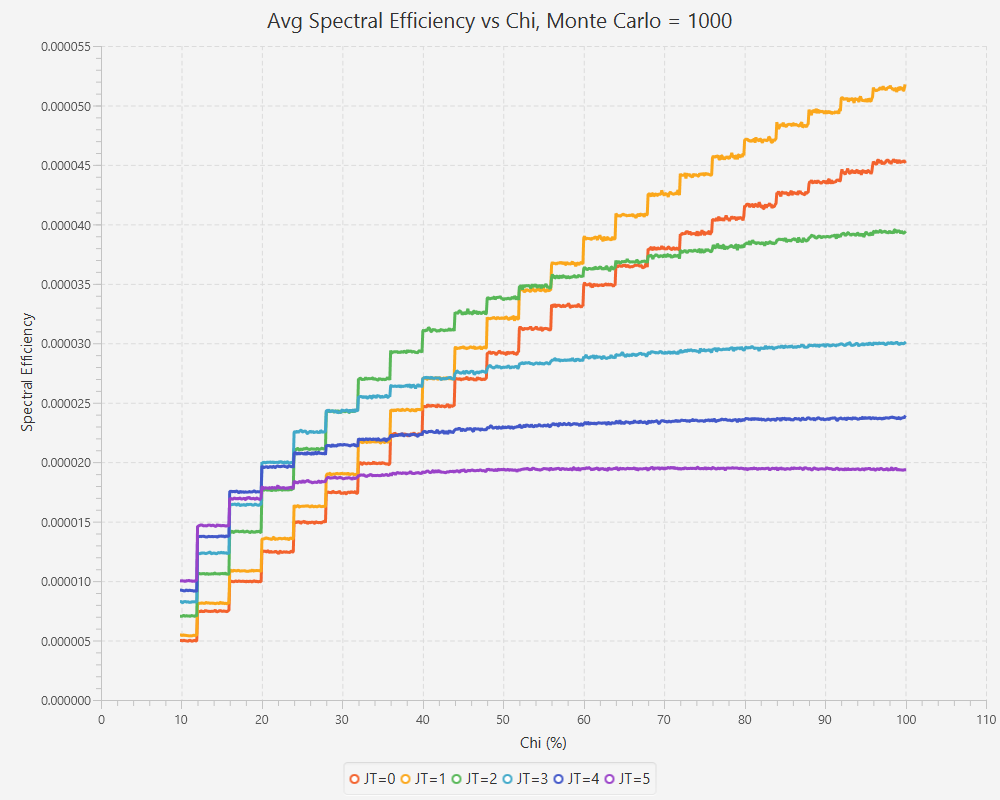 Avg Spectral Efficiency vs Chi, Monte Carlo = 1000
0.000055
0.000050
0.000045
0.000040
0.000035
0.000030
0.000025
0.000020
0.000015
0.000010
0.000005
0.000000
Spectral Efficiency
0 10 20 30 40 50 60 70 80 90 100 110
Chi (%)
JT=0 JT=1 JT=2 JT=3 JT=4 JT=5